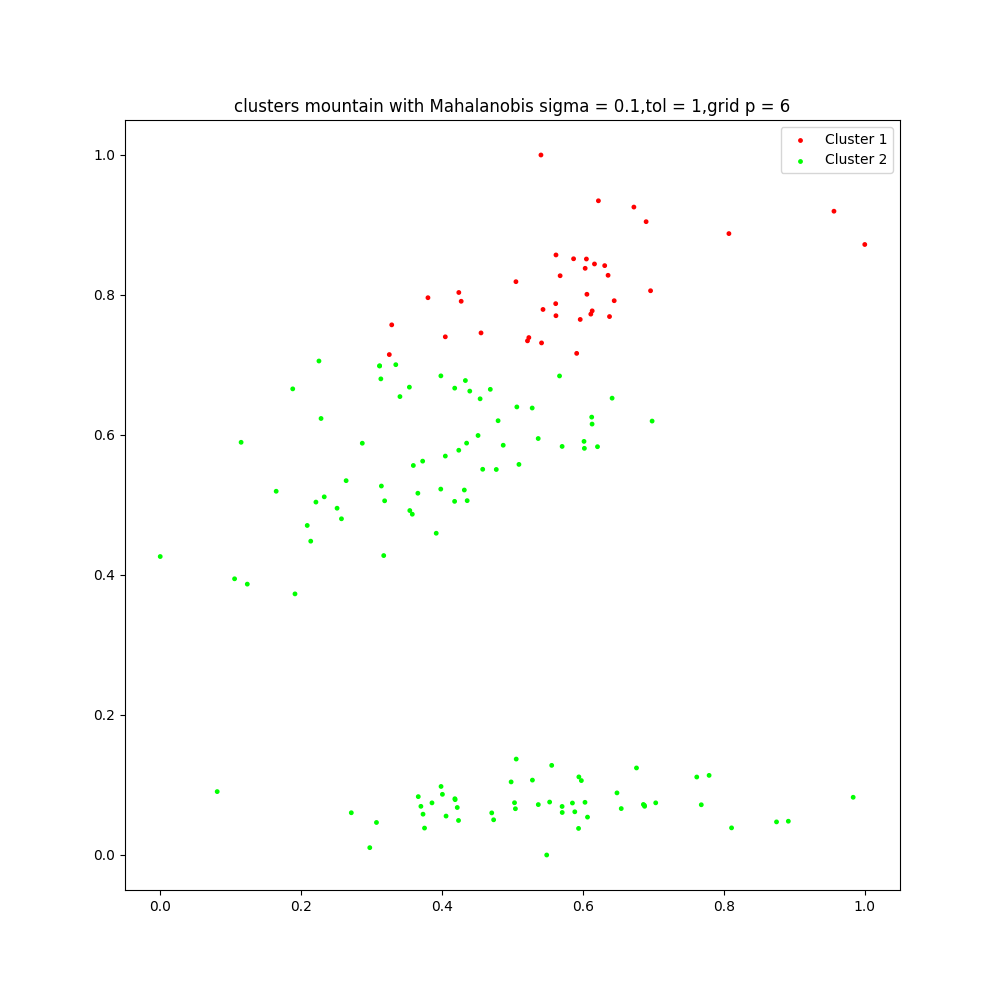 clusters mountain with Mahalanobis sigma = 0.1,tol = 1,grid p = 6
Cluster 1
Cluster 2
1.0
0.8
0.6
0.4
0.2
0.0
0.0 0.2 0.4 0.6 0.8 1.0